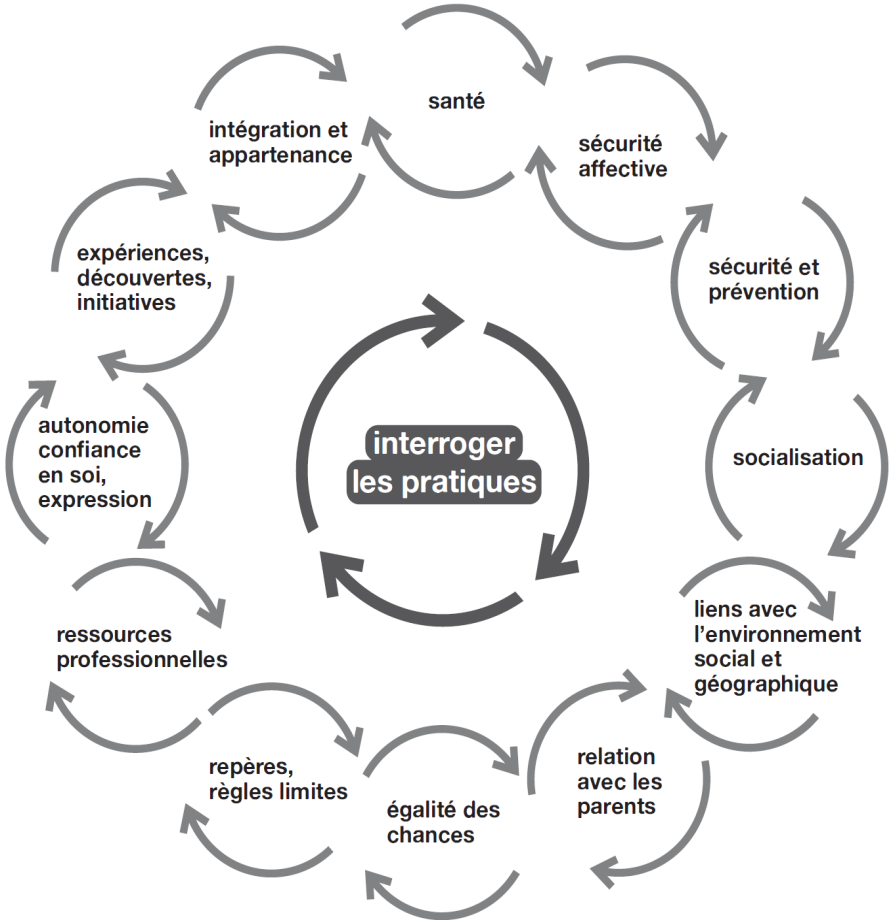 santé
sécurité
affective
sécurité et
prévention
socialisation
liens avec
l'environnement
social et
géographique
relation
avec les
parents
égalité des
chances
repères,
règles limites
ressources
professionnelles
autonomie
confiance
en soi,
expression
expériences,
découvertes,
initiatives
intégration et
appartenance
interroger
les pratiques